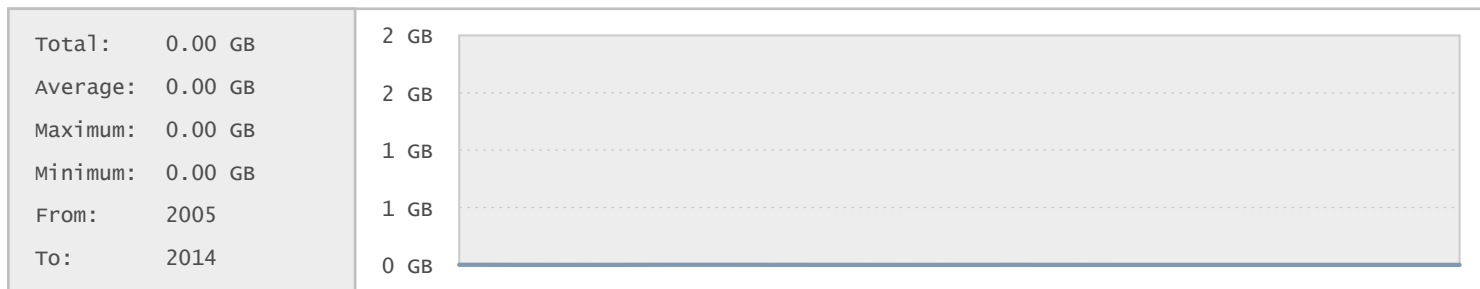 Total: 0.00 GB
Average: 0.00 GB
Maximum: 0.00 GB
Minimum: 0.00 GB
From: 2005
To: 2014
2 GB
2 GB
1 GB
1 GB
0 GB